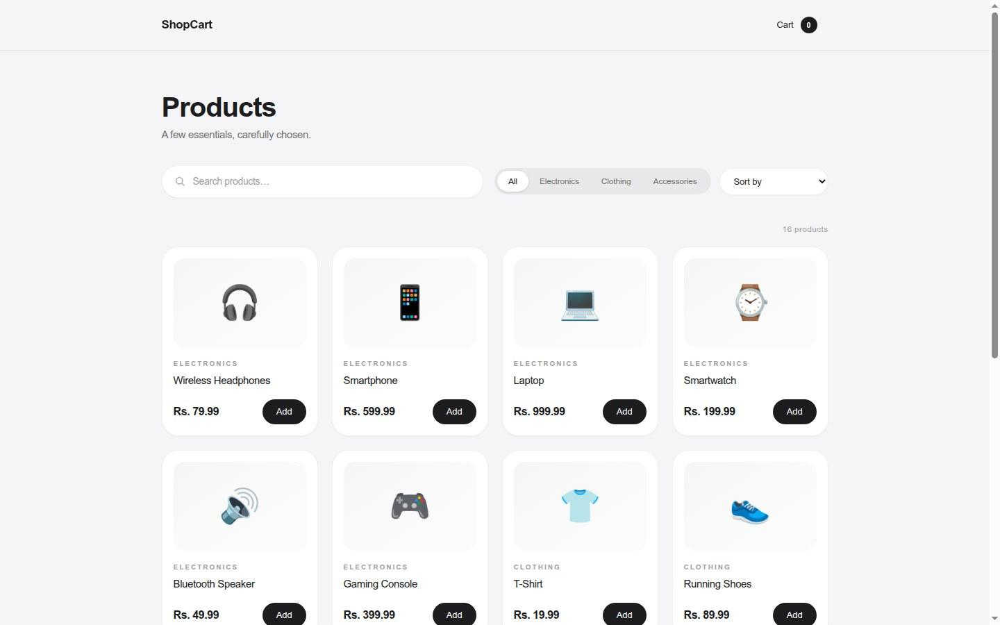 ShopCart
Cart 0
Products
A few essentials, carefully chosen.
Search products…
All Electronics Clothing Accessories
Sort by
16 products
ELECTRONICS
Wireless Headphones
Rs. 79.99 Add
ELECTRONICS
Smartphone
Rs. 599.99 Add
ELECTRONICS
Laptop
Rs. 999.99 Add
ELECTRONICS
Smartwatch
Rs. 199.99 Add
ELECTRONICS
Bluetooth Speaker
Rs. 49.99 Add
ELECTRONICS
Gaming Console
Rs. 399.99 Add
CLOTHING
T-Shirt
Rs. 19.99 Add
CLOTHING
Running Shoes
Rs. 89.99 Add